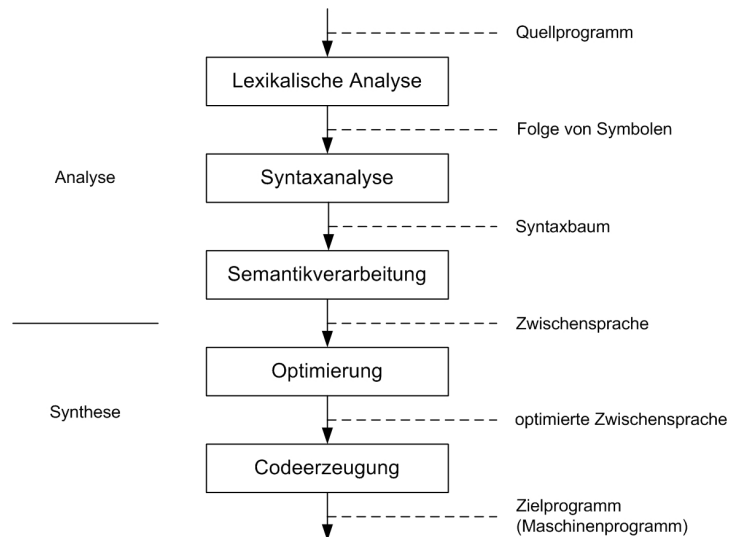 Quellprogramm
Lexikalische Analyse
Folge von Symbolen
Analyse
Syntaxanalyse
Syntaxbaum
Semantikverarbeitung
Zwischensprache
Optimierung
Synthese
optimierte Zwischensprache
Codeerzeugung
Zielprogramm
(Maschinenprogramm)